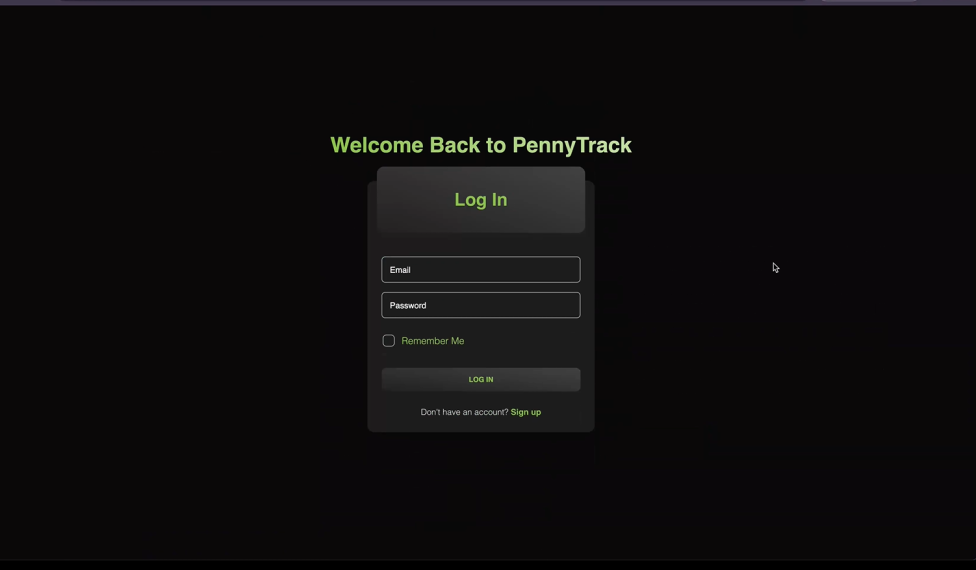 Welcome Back to PennyTrack
Log In
Email
Password
Remember Me
LOG IN
Don't have an account? Sign up